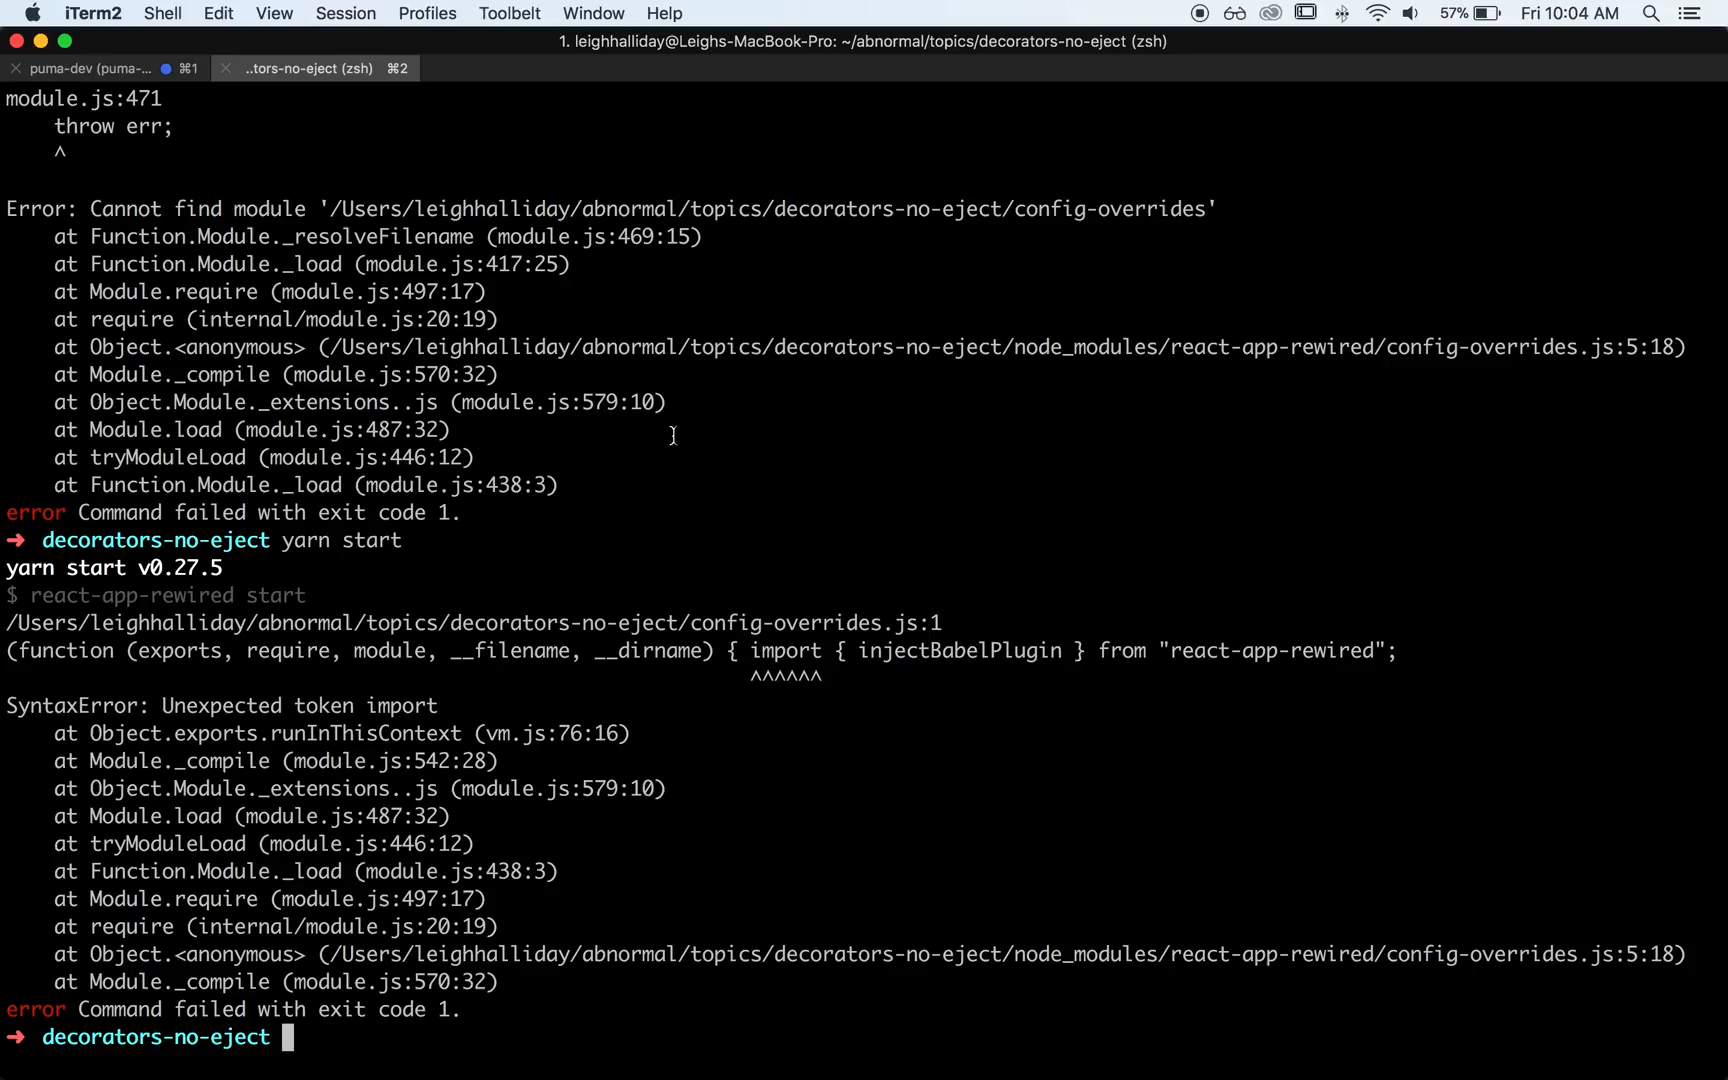 iTerm2 Shell Edit View Session Profiles Toolbelt Window Help 57% Fri 10:04 AM
1. leighhalliday@Leighs-MacBook-Pro: ~/abnormal/topics/decorators-no-eject (zsh)
puma-dev (puma-... ⌘1 ..tors-no-eject (zsh) ⌘2
module.js:471
    throw err;
    ^
Error: Cannot find module '/Users/leighhalliday/abnormal/topics/decorators-no-eject/config-overrides'
    at Function.Module._resolveFilename (module.js:469:15)
    at Function.Module._load (module.js:417:25)
    at Module.require (module.js:497:17)
    at require (internal/module.js:20:19)
    at Object.<anonymous> (/Users/leighhalliday/abnormal/topics/decorators-no-eject/node_modules/react-app-rewired/config-overrides.js:5:18)
    at Module._compile (module.js:570:32)
    at Object.Module._extensions..js (module.js:579:10)
    at Module.load (module.js:487:32)
    at tryModuleLoad (module.js:446:12)
    at Function.Module._load (module.js:438:3)
error Command failed with exit code 1.
➜ decorators-no-eject yarn start
yarn start v0.27.5
$ react-app-rewired start
/Users/leighhalliday/abnormal/topics/decorators-no-eject/config-overrides.js:1
(function (exports, require, module, __filename, __dirname) { import { injectBabelPlugin } from "react-app-rewired";
                                                              ^^^^^^
SyntaxError: Unexpected token import
    at Object.exports.runInThisContext (vm.js:76:16)
    at Module._compile (module.js:542:28)
    at Object.Module._extensions..js (module.js:579:10)
    at Module.load (module.js:487:32)
    at tryModuleLoad (module.js:446:12)
    at Function.Module._load (module.js:438:3)
    at Module.require (module.js:497:17)
    at require (internal/module.js:20:19)
    at Object.<anonymous> (/Users/leighhalliday/abnormal/topics/decorators-no-eject/node_modules/react-app-rewired/config-overrides.js:5:18)
    at Module._compile (module.js:570:32)
error Command failed with exit code 1.
➜ decorators-no-eject